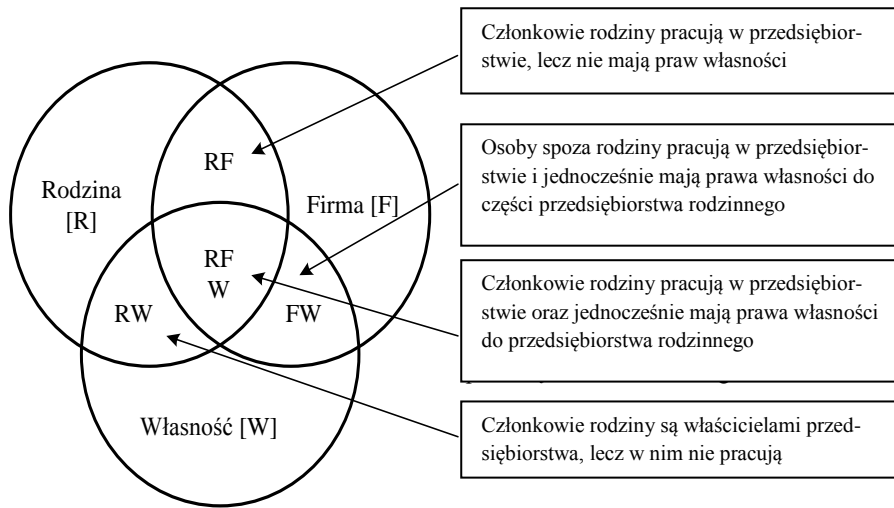 Członkowie rodziny pracują w przedsiębior-
stwie, lecz nie mają praw własności
Osoby spoza rodziny pracują w przedsiębior-
stwie i jednocześnie mają prawa własności do
części przedsiębiorstwa rodzinnego
Członkowie rodziny pracują w przedsiębior-
stwie oraz jednocześnie mają prawa własności
do przedsiębiorstwa rodzinnego
Członkowie rodziny są właścicielami przed-
siębiorstwa, lecz w nim nie pracują
RF
Rodzina
[R]
Firma [F]
RF
W
RW
FW
Własność [W]